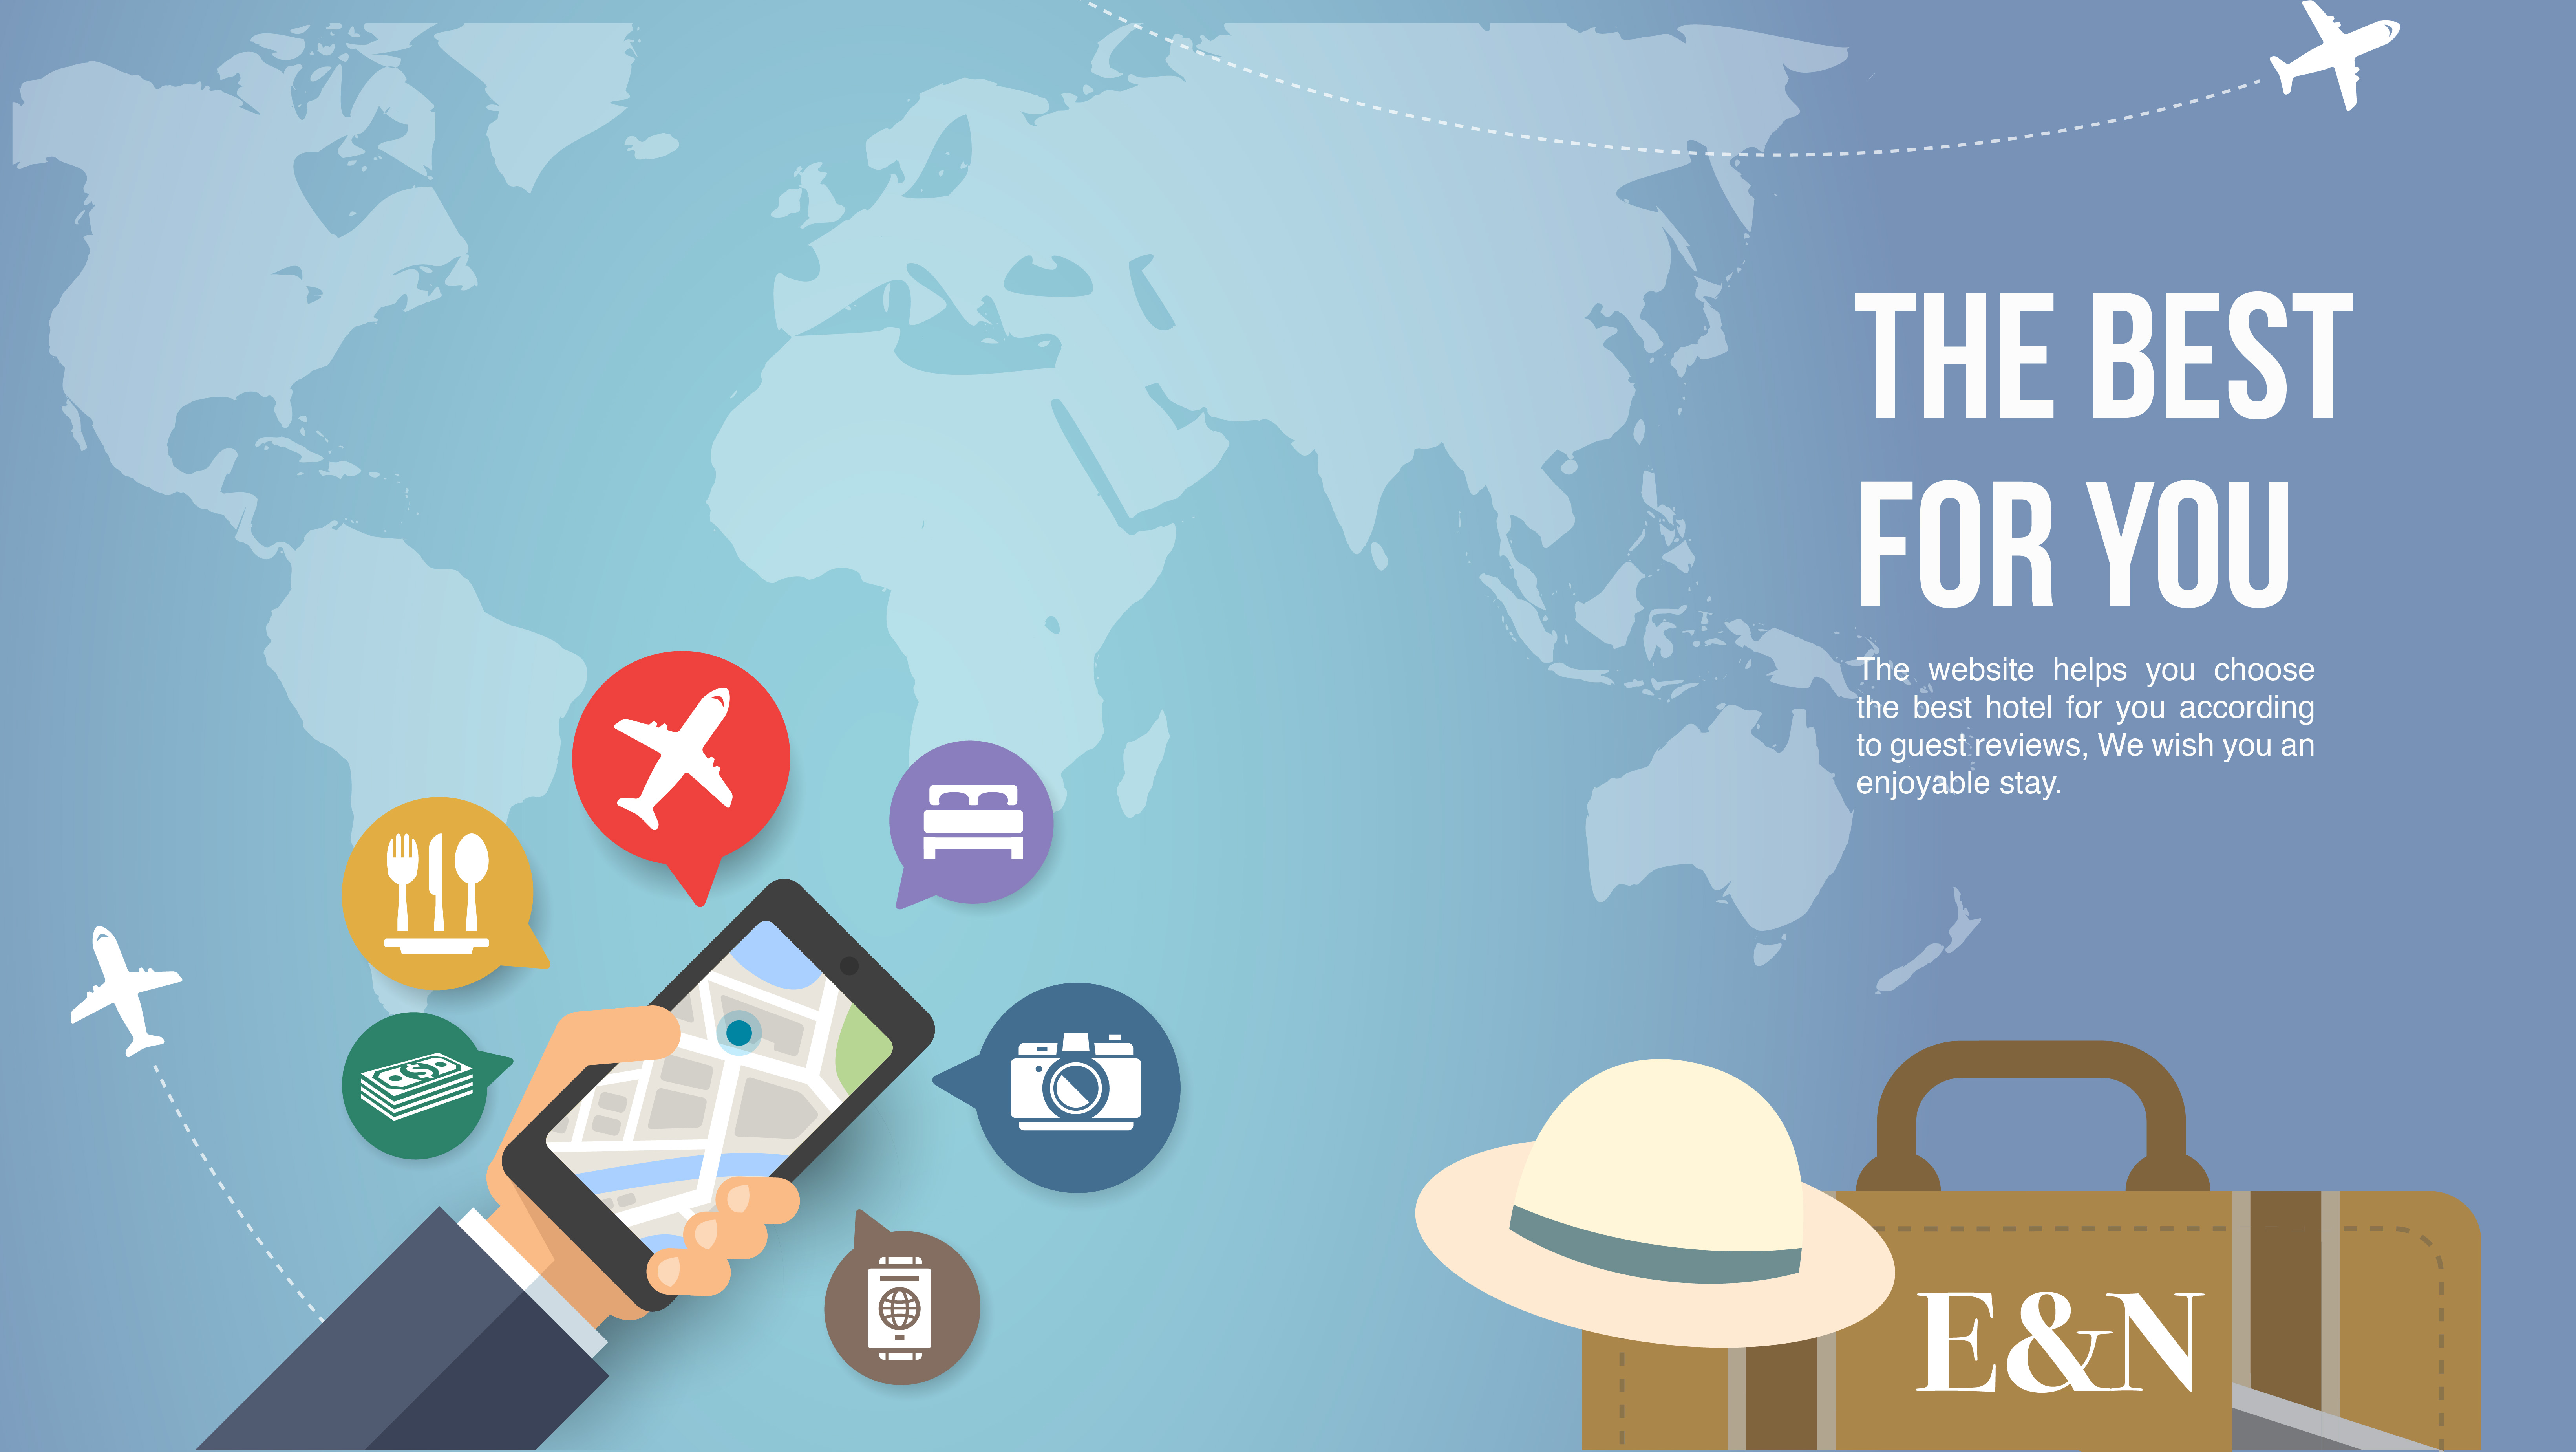 THE BEST
FOR YOU
The website helps you choose
the best hotel for you according
to guest reviews, We wish you an
enjoyable stay.
E&N